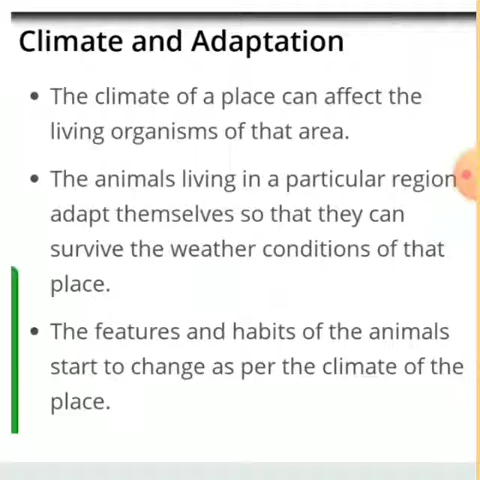 Climate and Adaptation
• The climate of a place can affect the
living organisms of that area.
• The animals living in a particular region
adapt themselves so that they can
survive the weather conditions of that
place.
• The features and habits of the animals
start to change as per the climate of the
place.